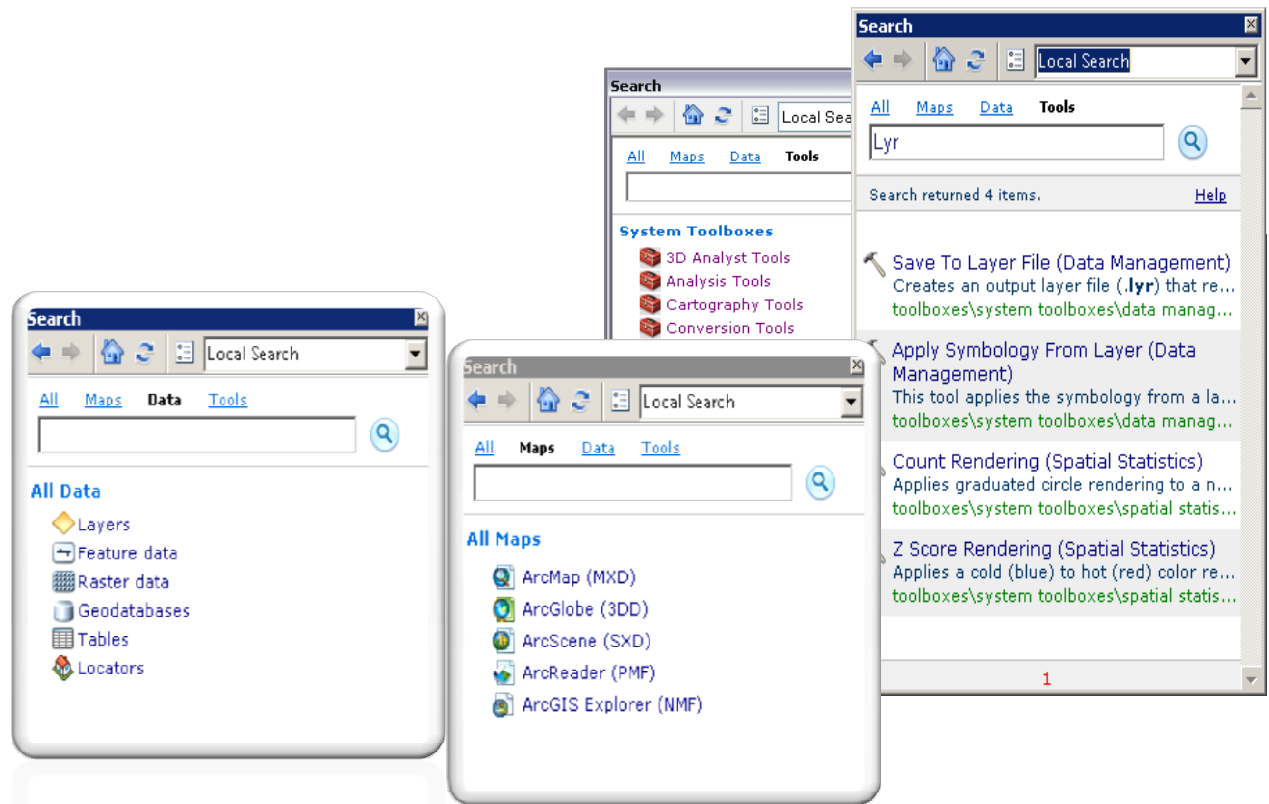 Search
Local Search
All Maps Data Tools
All Data
Layers
Feature data
Raster data
Geodatabases
Tables
Locators
Search
Local Search
All Maps Data Tools
All Maps
ArcMap (MXD)
ArcGlobe (3DD)
ArcScene (SXD)
ArcReader (PMF)
ArcGIS Explorer (NMF)
Search
Local Sea
All Maps Data Tools
System Toolboxes
3D Analyst Tools
Analysis Tools
Cartography Tools
Conversion Tools
Search
Local Search
All Maps Data Tools
Lyr
Search returned 4 items. Help
Save To Layer File (Data Management)
Creates an output layer file (.lyr) that re...
toolboxes\system toolboxes\data manag...
Apply Symbology From Layer (Data
Management)
This tool applies the symbology from a la...
toolboxes\system toolboxes\data manag...
Count Rendering (Spatial Statistics)
Applies graduated circle rendering to a n...
toolboxes\system toolboxes\spatial statis...
Z Score Rendering (Spatial Statistics)
Applies a cold (blue) to hot (red) color re...
toolboxes\system toolboxes\spatial statis...
1